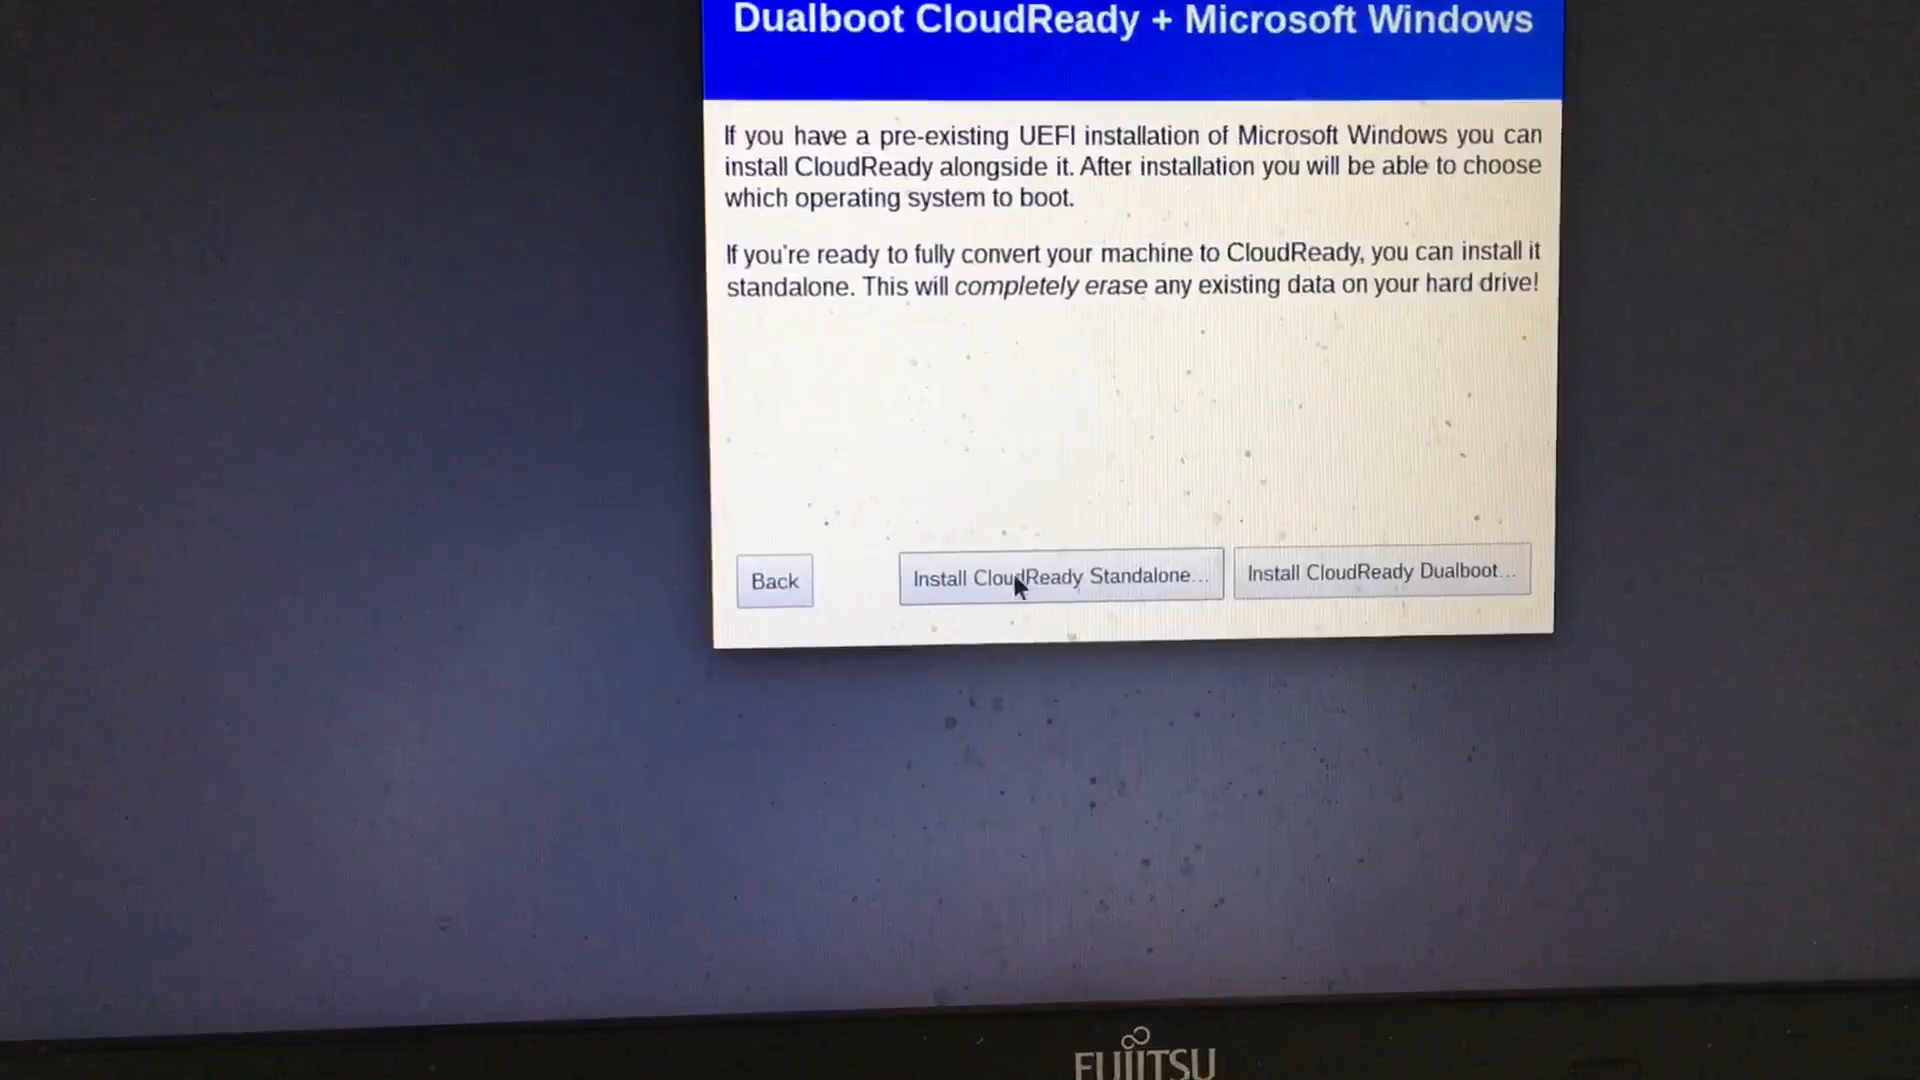 Dualboot CloudReady + Microsoft Windows
If you have a pre-existing UEFI installation of Microsoft Windows you can
install CloudReady alongside it. After installation you will be able to choose
which operating system to boot.
If you're ready to fully convert your machine to CloudReady, you can install it
standalone. This will completely erase any existing data on your hard drive!
Back
Install CloudReady Standalone...
Install CloudReady Dualboot...
FUJITSU